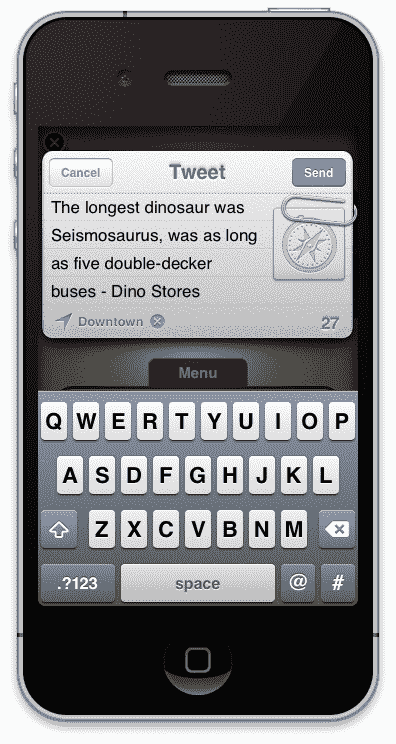 Cancel Tweet Send
The longest dinosaur was
Seismosaurus, was as long
as five double-decker
buses - Dino Stores
Downtown 27
Menu
Q W E R T Y U I O P
A S D F G H J K L
Z X C V B N M
.?123 space @ #